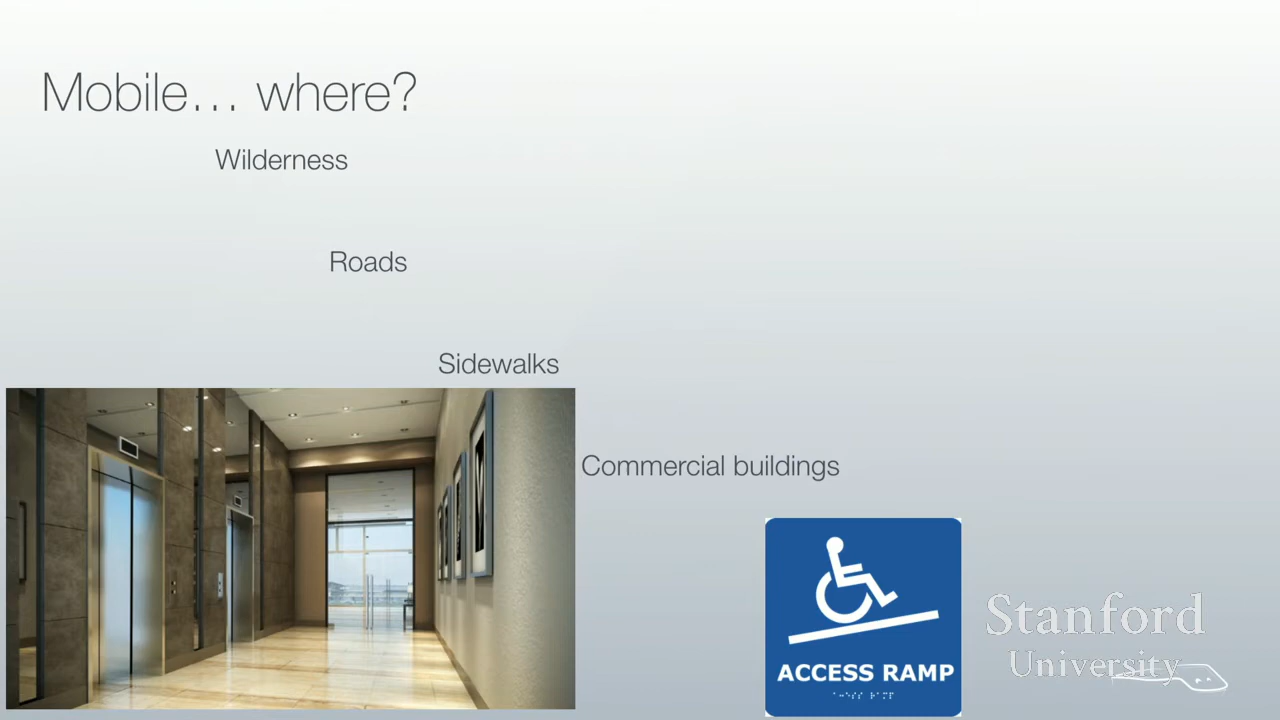 Mobile… where?
Wilderness
Roads
Sidewalks
Commercial buildings
ACCESS RAMP
Stanford
University